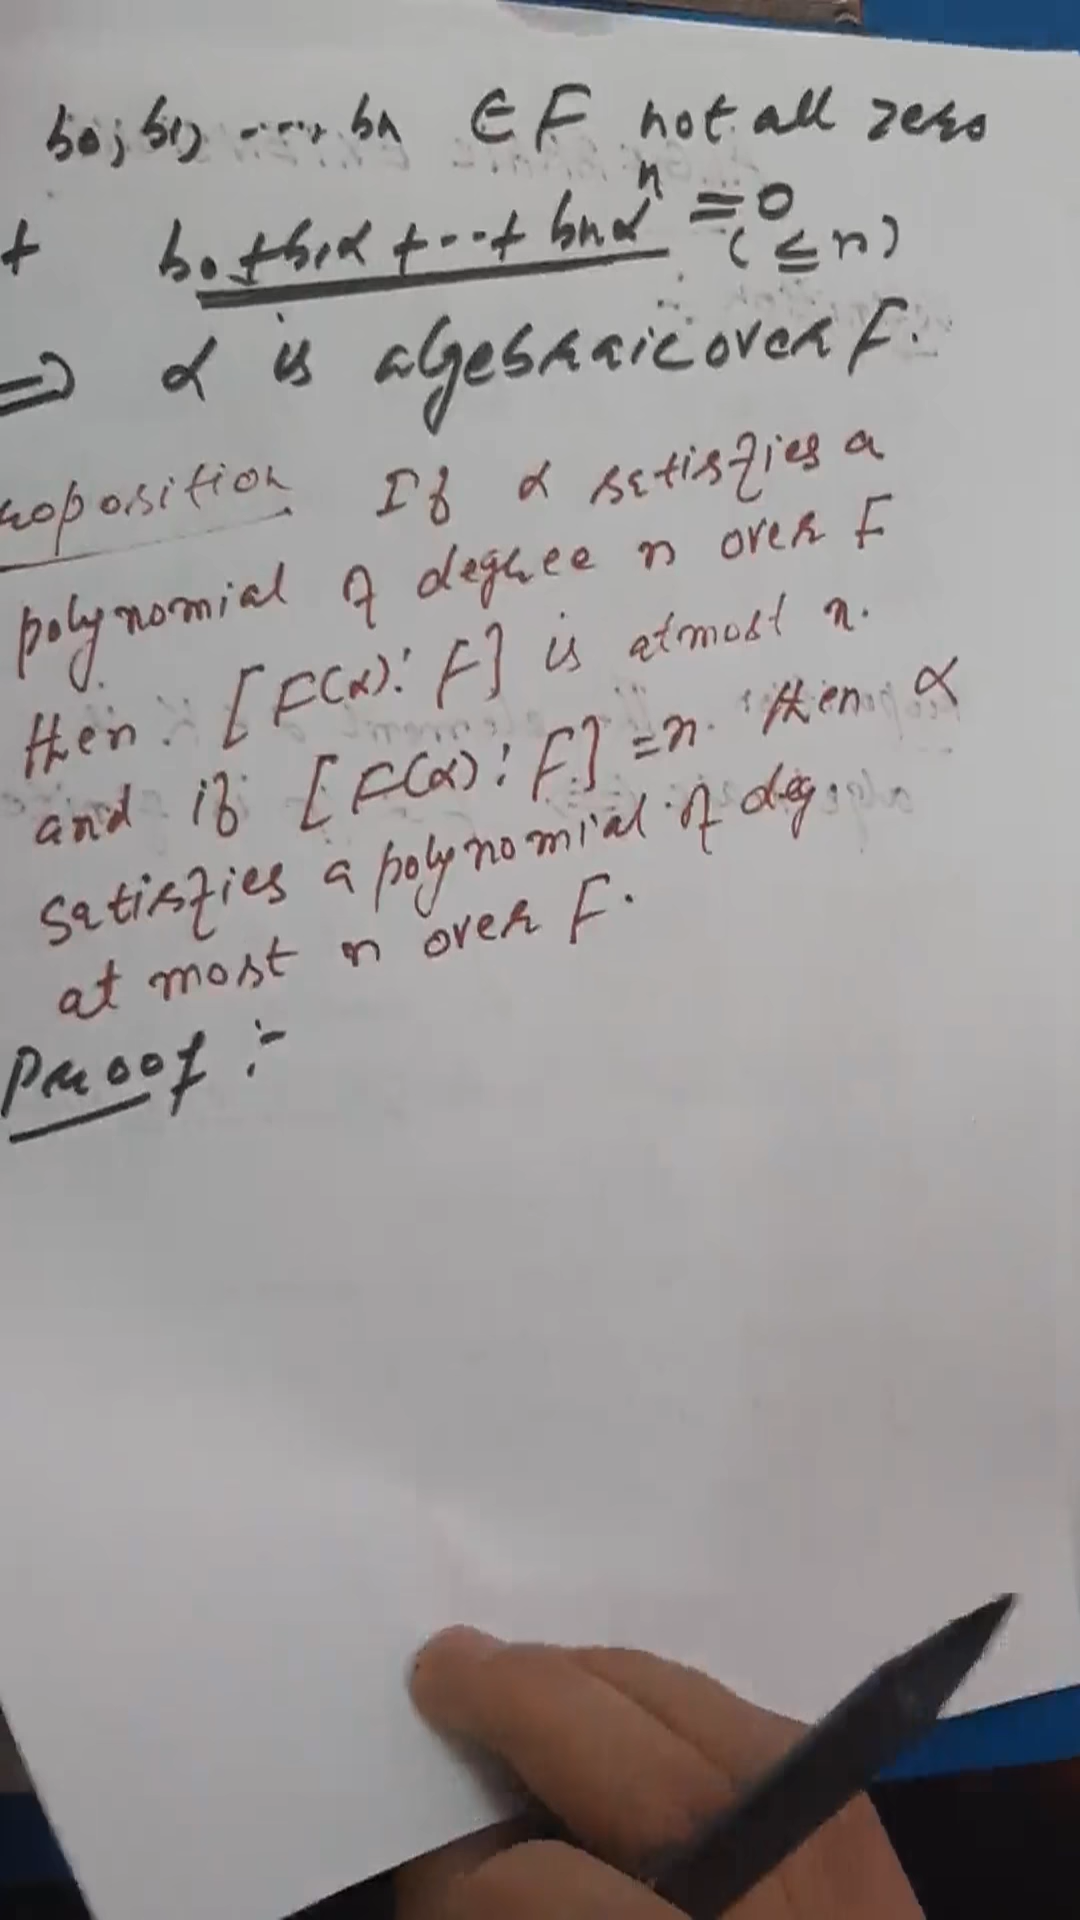 b0, b1, ...., bn ∈ F not all zero
+ b0 + b1α + ... + bnα^n = 0
(≤ n)
⇒ α is algebraic over F.
roposition If α satisfies a
polynomial of degree n over F
then [F(α): F] is atmost n.
and if [F(α): F] = n. then α
satisfies a polynomial of deg.
at most n over F.
Proof :-